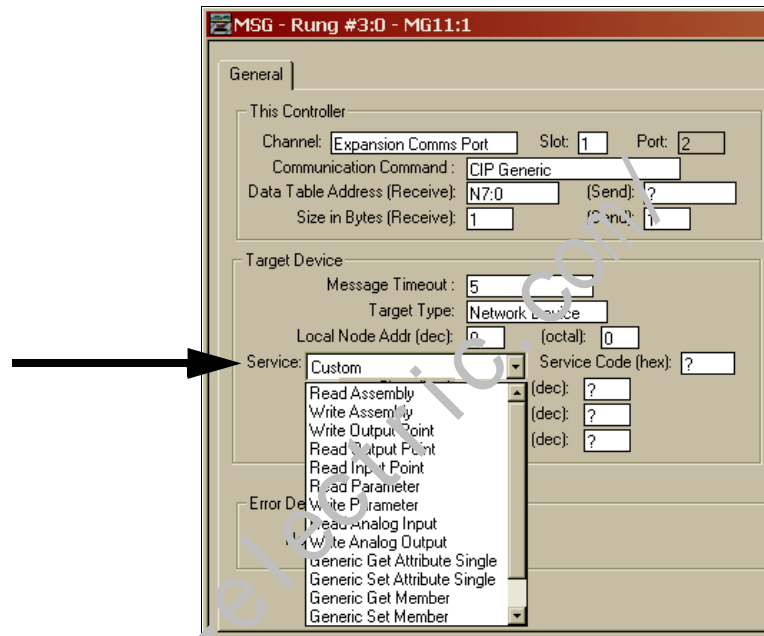 MSG - Rung #3:0 - MG11:1
General
This Controller
Channel: Expansion Comms Port Slot: 1 Port: 2
Communication Command : CIP Generic
Data Table Address (Receive): N7:0 (Send): ?
Size in Bytes (Receive): 1 (Send): 1
Target Device
Message Timeout : 5
Target Type: Network Device
Local Node Addr (dec): 0 (octal): 0
Service: Custom Service Code (hex): ?
(dec): ?
(dec): ?
(dec): ?
Read Assembly
Write Assembly
Write Output Point
Read Output Point
Read Input Point
Read Parameter
Write Parameter
Error
Read Analog Input
Write Analog Output
Generic Get Attribute Single
Generic Set Attribute Single
Generic Get Member
Generic Set Member
electric.com/